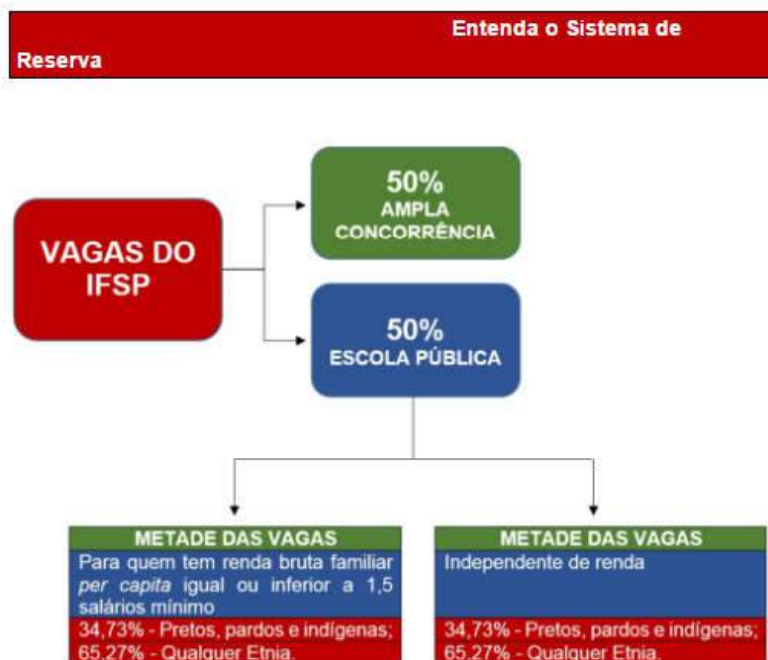 Entenda o Sistema de
Reserva
50%
AMPLA
CONCORRÊNCIA
VAGAS DO
IFSP
50%
ESCOLA PÚBLICA
METADE DAS VAGAS
Para quem tem renda bruta familiar
per capita igual ou inferior a 1,5
salários mínimo
34,73% - Pretos, pardos e indígenas;
65,27% - Qualquer Etnia.
METADE DAS VAGAS
Independente de renda
34,73% - Pretos, pardos e indígenas;
65,27% - Qualquer Etnia.